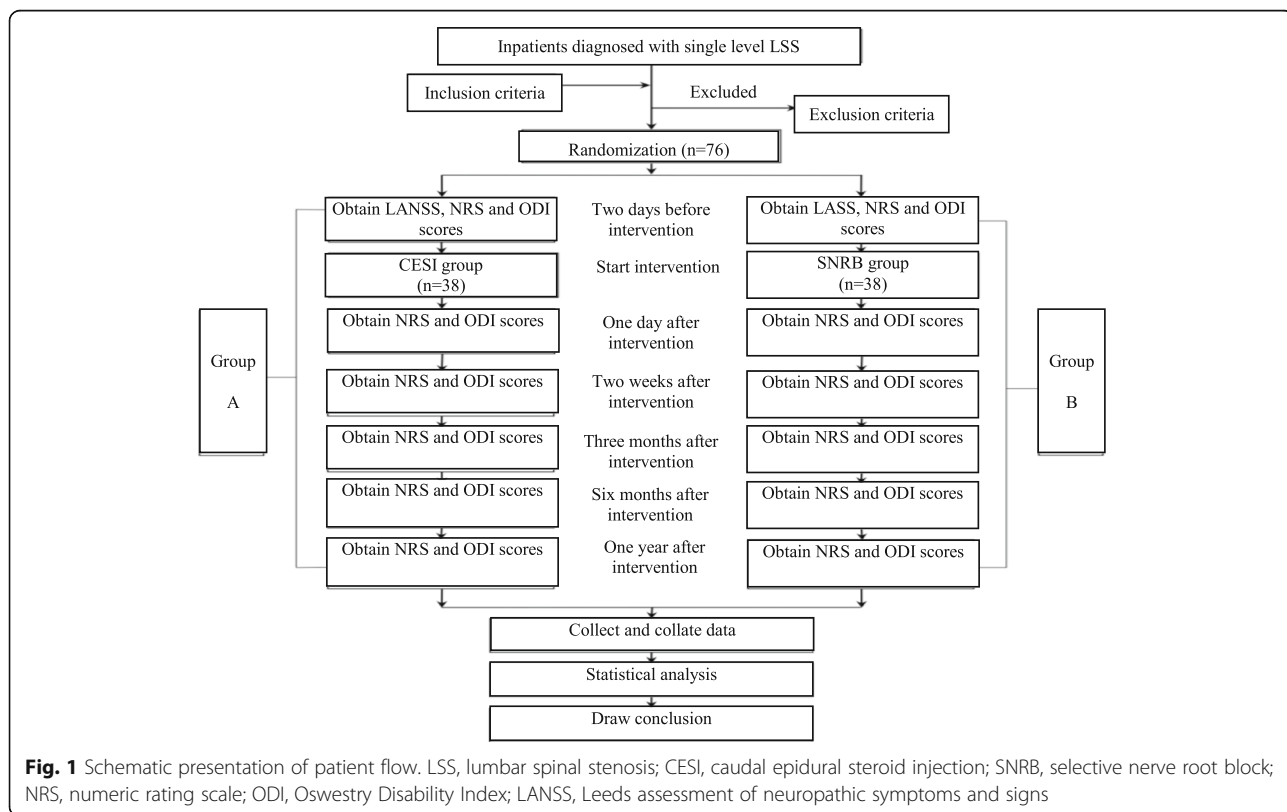 Inpatients diagnosed with single level LSS
Inclusion criteria
Excluded
Exclusion criteria
Randomization (n=76)
Obtain LANSS, NRS and ODI
scores
Two days before
intervention
Obtain LASS, NRS and ODI
scores
CESI group
(n=38)
Start intervention
SNRB group
(n=38)
Obtain NRS and ODI scores
One day after
intervention
Obtain NRS and ODI scores
Group
A
Group
B
Obtain NRS and ODI scores
Two weeks after
intervention
Obtain NRS and ODI scores
Obtain NRS and ODI scores
Three months after
intervention
Obtain NRS and ODI scores
Obtain NRS and ODI scores
Six months after
intervention
Obtain NRS and ODI scores
Obtain NRS and ODI scores
One year after
intervention
Obtain NRS and ODI scores
Collect and collate data
Statistical analysis
Draw conclusion
Fig. 1 Schematic presentation of patient flow. LSS, lumbar spinal stenosis; CESI, caudal epidural steroid injection; SNRB, selective nerve root block;
NRS, numeric rating scale; ODI, Oswestry Disability Index; LANSS, Leeds assessment of neuropathic symptoms and signs